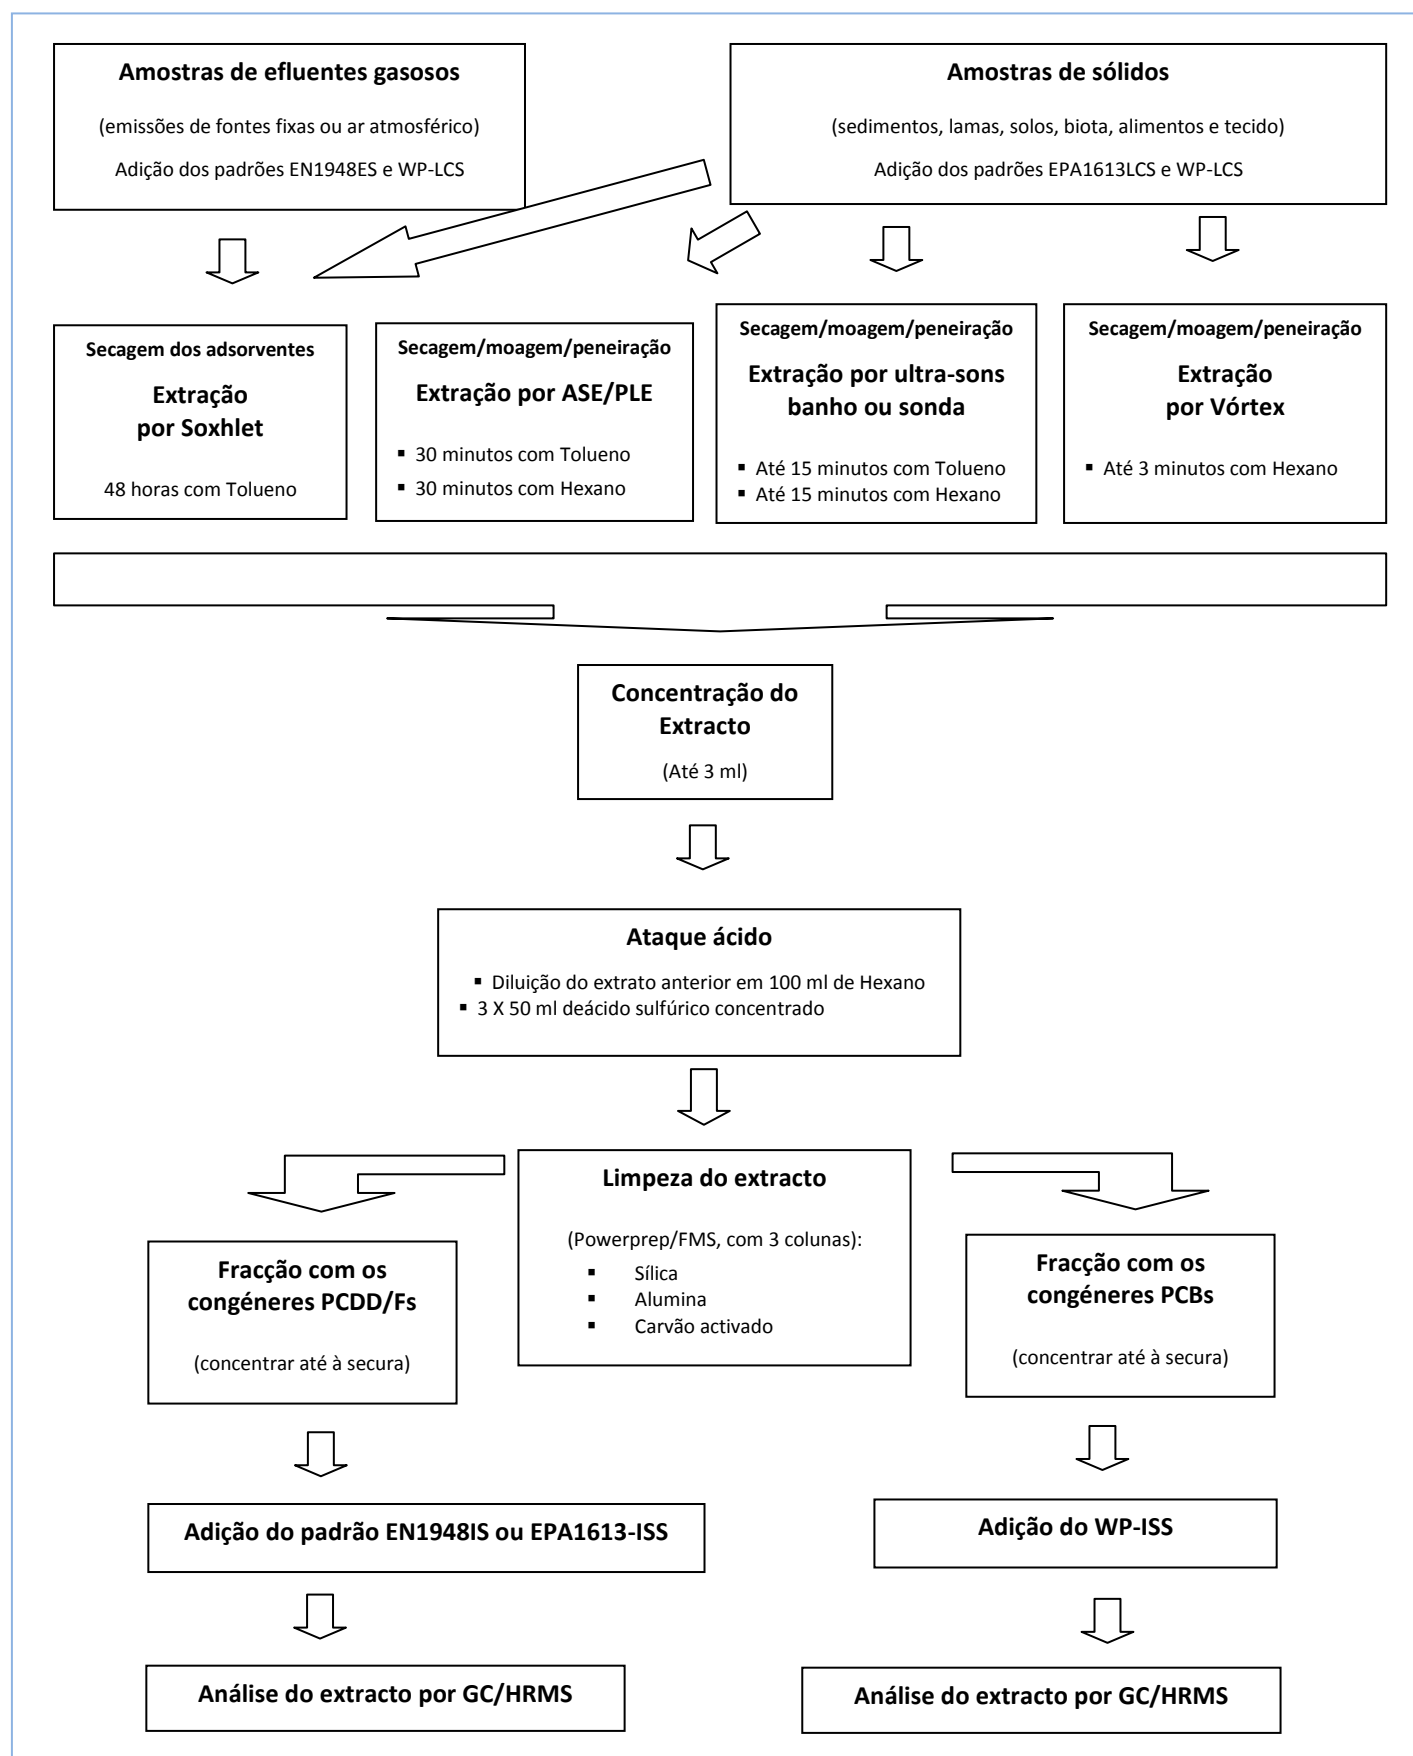 Amostras de efluentes gasosos
(emissões de fontes fixas ou ar atmosférico)
Adição dos padrões EN1948ES e WP-LCS
Amostras de sólidos
(sedimentos, lamas, solos, biota, alimentos e tecido)
Adição dos padrões EPA1613LCS e WP-LCS
Secagem dos adsorventes
Extração
por Soxhlet
48 horas com Tolueno
Secagem/moagem/peneiração
Extração por ASE/PLE
▪ 30 minutos com Tolueno
▪ 30 minutos com Hexano
Secagem/moagem/peneiração
Extração por ultra-sons
banho ou sonda
▪ Até 15 minutos com Tolueno
▪ Até 15 minutos com Hexano
Secagem/moagem/peneiração
Extração
por Vórtex
▪ Até 3 minutos com Hexano
Concentração do
Extracto
(Até 3 ml)
Ataque ácido
▪ Diluição do extrato anterior em 100 ml de Hexano
▪ 3 X 50 ml deácido sulfúrico concentrado
Limpeza do extracto
(Powerprep/FMS, com 3 colunas):
▪ Sílica
▪ Alumina
▪ Carvão activado
Fracção com os
congéneres PCDD/Fs
(concentrar até à secura)
Fracção com os
congéneres PCBs
(concentrar até à secura)
Adição do padrão EN1948IS ou EPA1613-ISS
Adição do WP-ISS
Análise do extracto por GC/HRMS
Análise do extracto por GC/HRMS